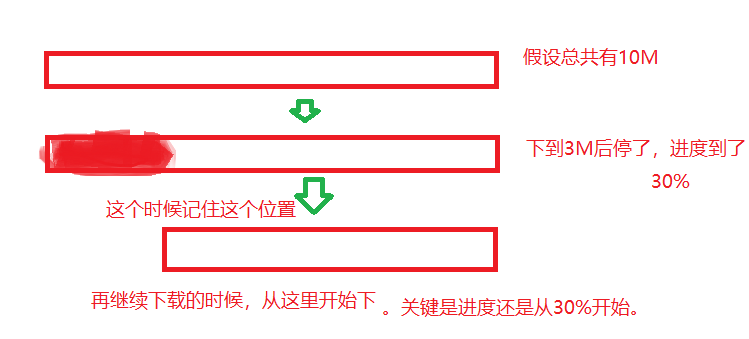 假设总共有10M
下到3M后停了，进度到了
30%
这个时候记住这个位置
再继续下载的时候，从这里开始下 。关键是进度还是从30%开始。